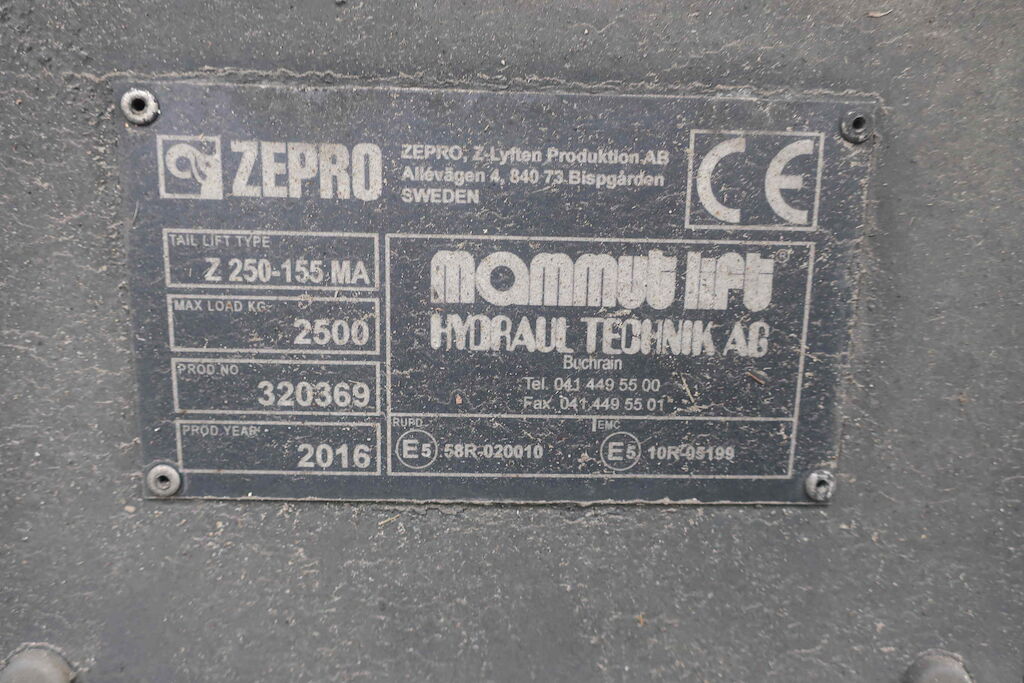 ZEPRO
ZEPRO, Z-Lyften Produktion AB
Allévägen 4, 840 73 Bispgården
SWEDEN
CE
TAIL LIFT TYPE
Z 250-155 MA
MAX LOAD KG
2500
PROD.NO
320369
PROD.YEAR
2016
mammut lift®
HYDRAUL TECHNIK AG
Buchrain
Tel. 041 449 55 00
Fax 041 449 55 01
RUPD
E5 58R-020010
EMC
E5 10R-05199